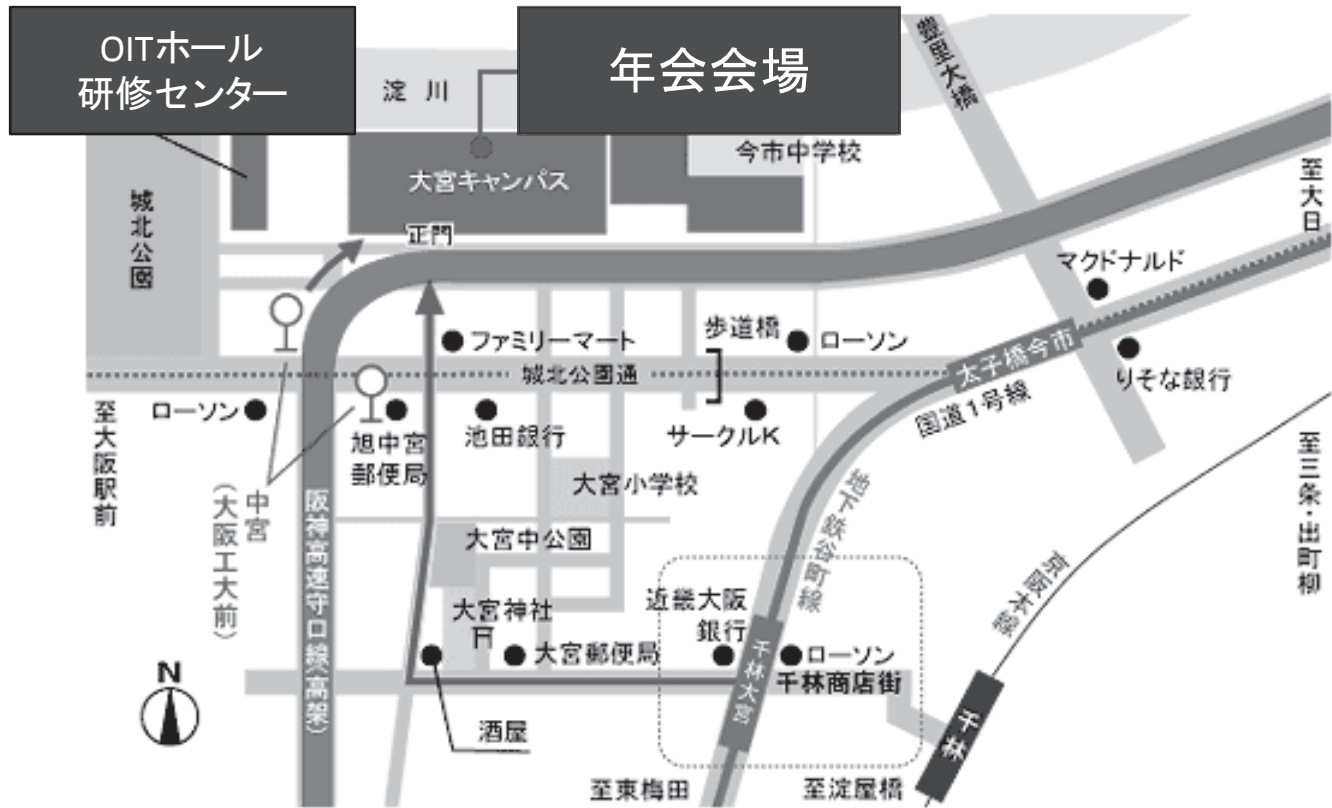 OITホール
研修センター
年会会場
淀川
豊里大橋
今市中学校
大宮キャンパス
正門
城北公園
至大日
マクドナルド
ファミリーマート
歩道橋
ローソン
太子橋今市
りそな銀行
城北公園通
国道1号線
至大阪駅前
ローソン
旭中宮
郵便局
池田銀行
サークルK
大宮小学校
地下鉄谷町線
至三条・出町柳
中宮
(大阪工大前)
阪神高速守口線(高架)
大宮中公園
京阪本線
大宮神社
大宮郵便局
近畿大阪
銀行
千林大宮
ローソン
千林商店街
千林
N
酒屋
至東梅田
至淀屋橋